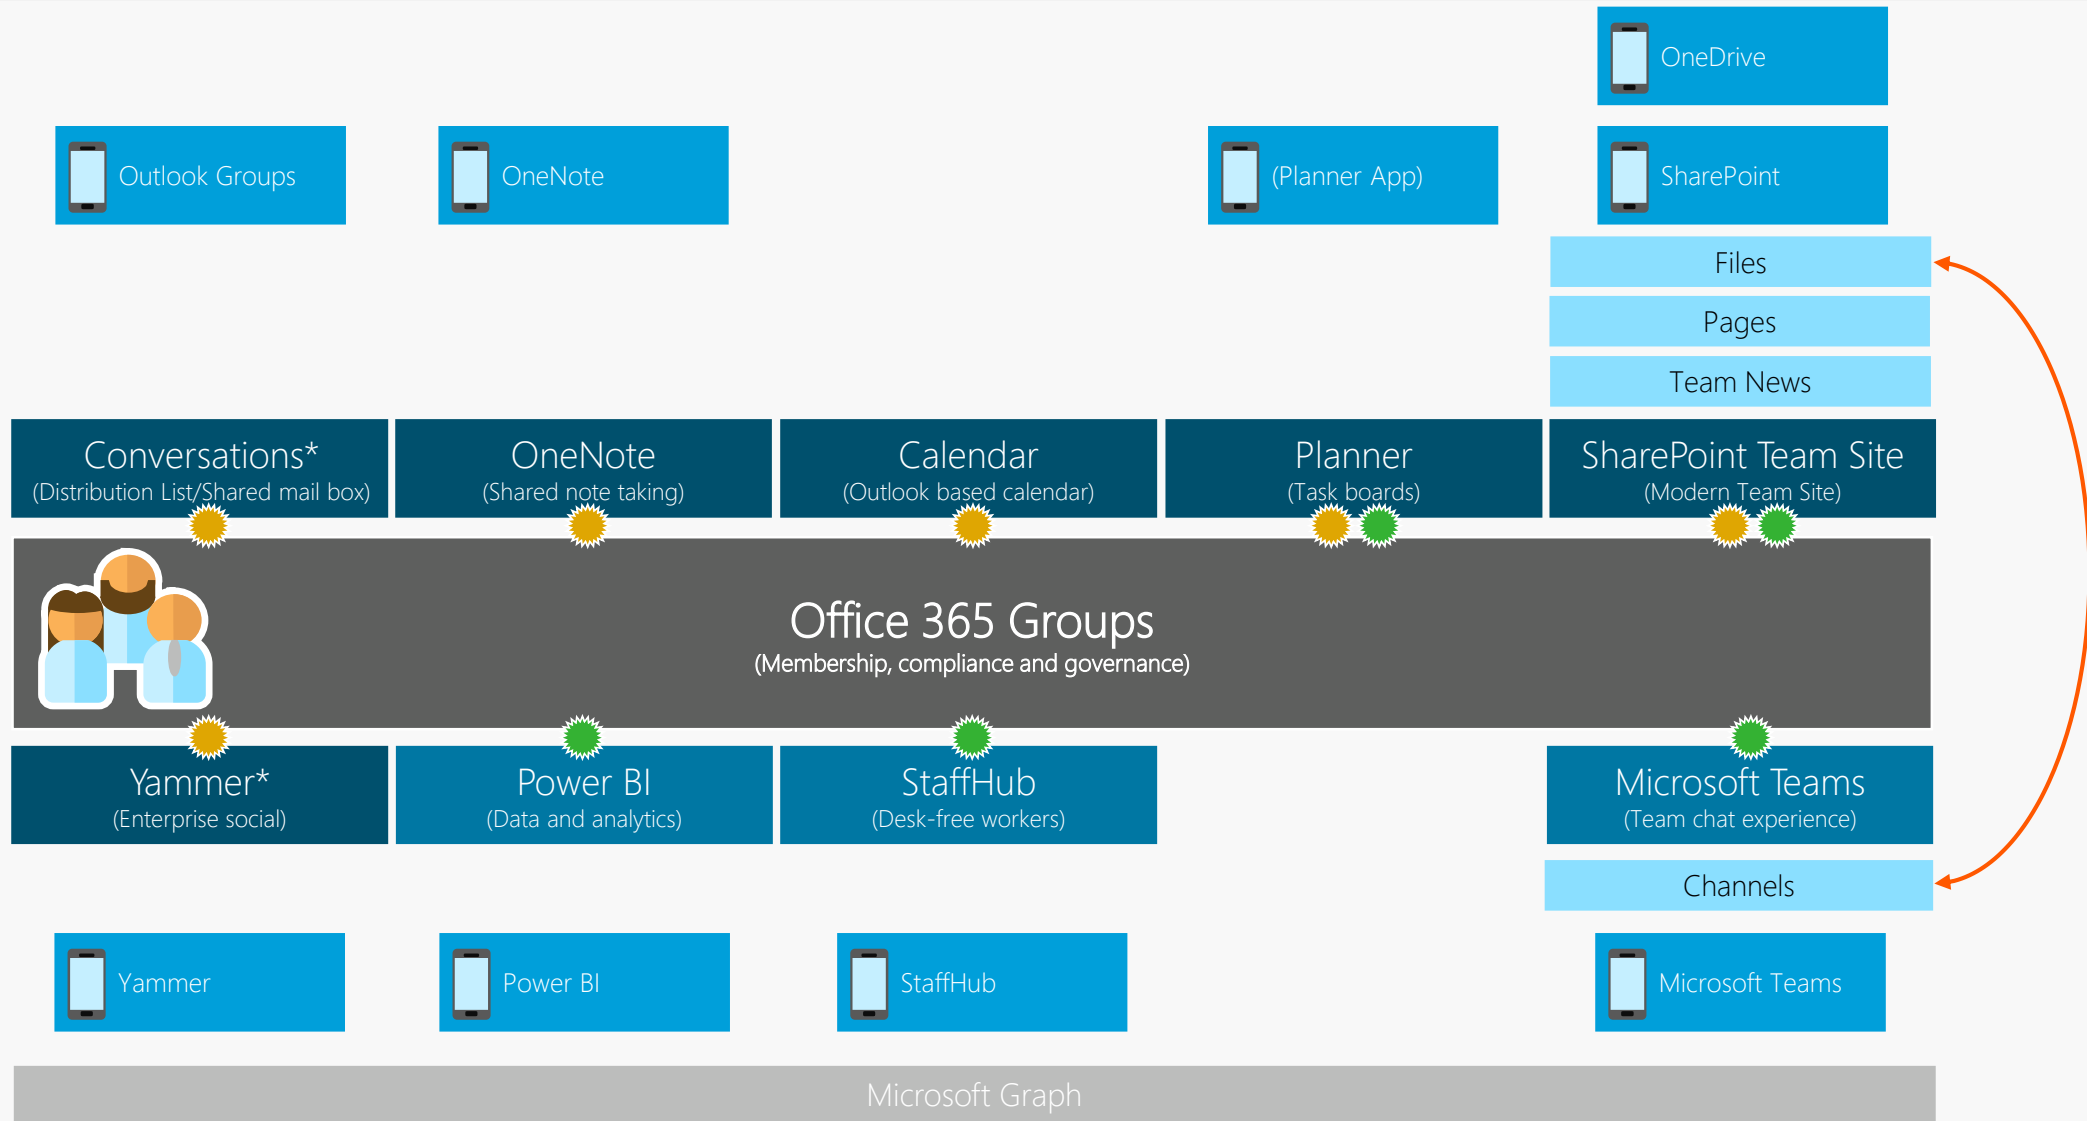 OneDrive
Outlook Groups
OneNote
(Planner App)
SharePoint
Files
Pages
Team News
Conversations*
(Distribution List/Shared mail box)
OneNote
(Shared note taking)
Calendar
(Outlook based calendar)
Planner
(Task boards)
SharePoint Team Site
(Modern Team Site)
Office 365 Groups
(Membership, compliance and governance)
Yammer*
(Enterprise social)
Power BI
(Data and analytics)
StaffHub
(Desk-free workers)
Microsoft Teams
(Team chat experience)
Channels
Yammer
Power BI
StaffHub
Microsoft Teams
Microsoft Graph